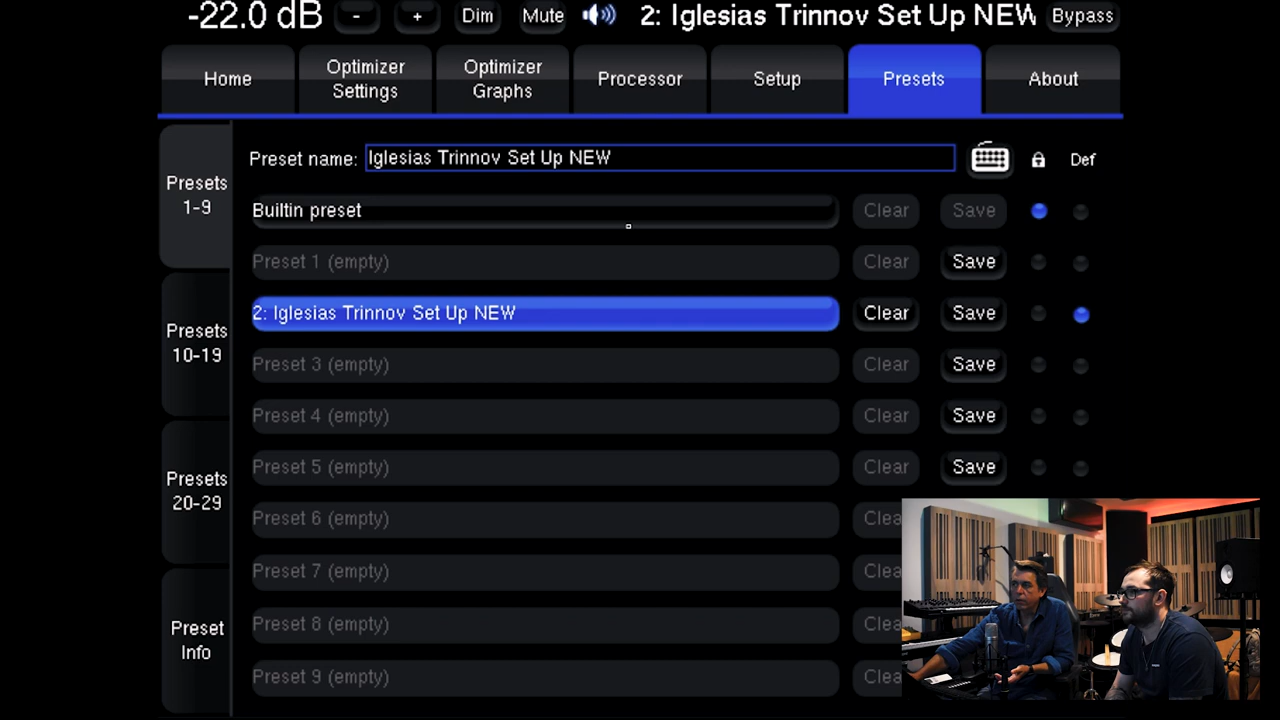 -22.0 dB - + Dim Mute 2: Iglesias Trinnov Set Up NEW Bypass
Home Optimizer Settings Optimizer Graphs Processor Setup Presets About
Presets 1-9
Presets 10-19
Presets 20-29
Preset Info
Preset name: Iglesias Trinnov Set Up NEW Def
Builtin preset Clear Save
Preset 1 (empty) Clear Save
2: Iglesias Trinnov Set Up NEW Clear Save
Preset 3 (empty) Clear Save
Preset 4 (empty) Clear Save
Preset 5 (empty) Clear Save
Preset 6 (empty) Clea
Preset 7 (empty) Clea
Preset 8 (empty) Clea
Preset 9 (empty) Clea